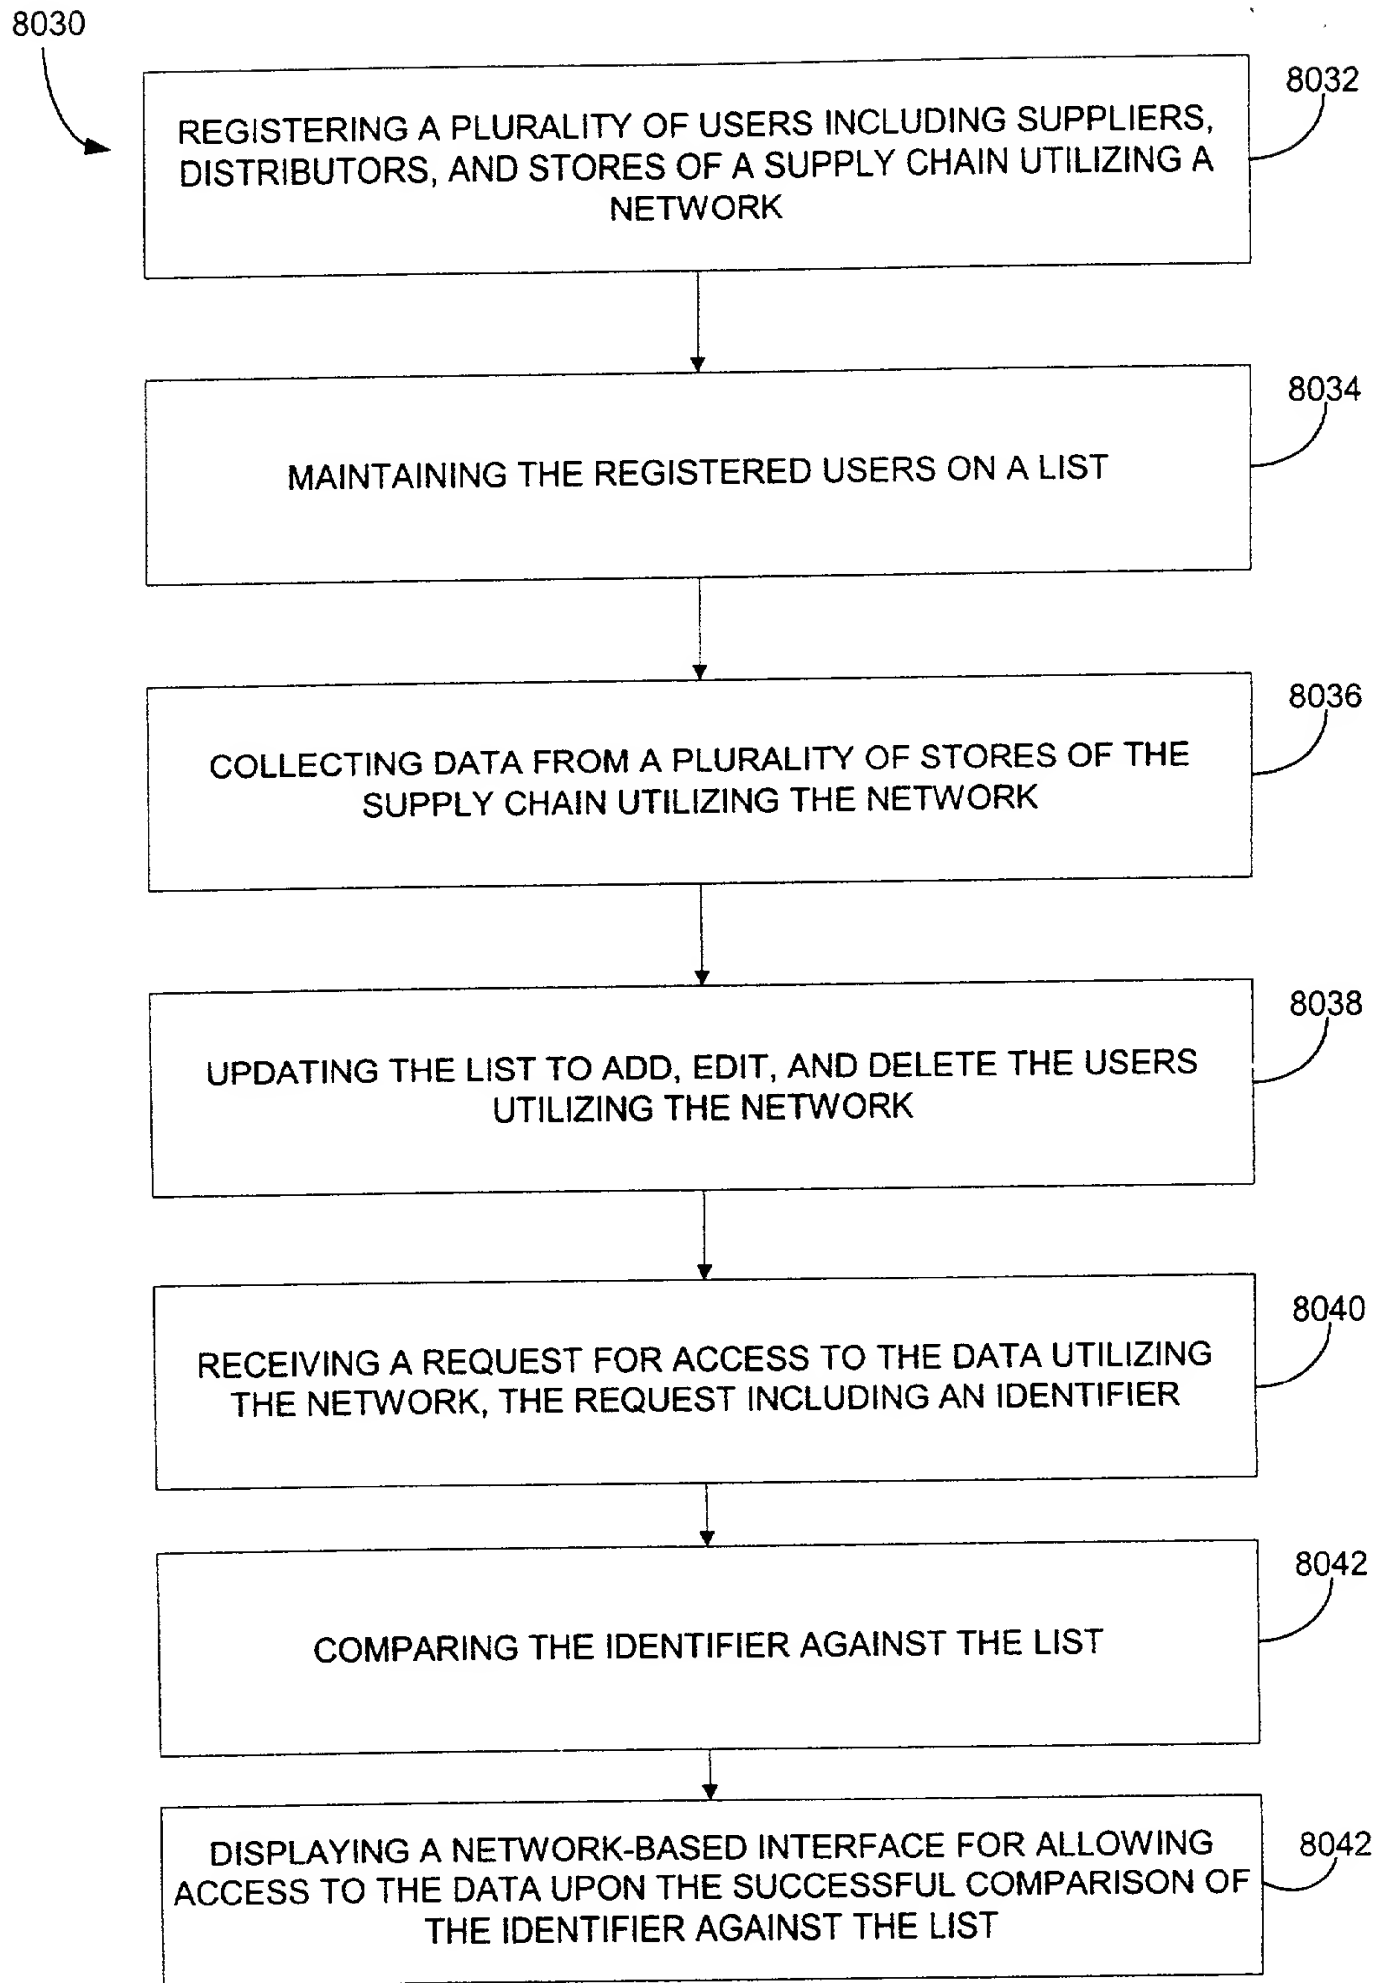 8030
8032
REGISTERING A PLURALITY OF USERS INCLUDING SUPPLIERS,
DISTRIBUTORS, AND STORES OF A SUPPLY CHAIN UTILIZING A
NETWORK
8034
MAINTAINING THE REGISTERED USERS ON A LIST
8036
COLLECTING DATA FROM A PLURALITY OF STORES OF THE
SUPPLY CHAIN UTILIZING THE NETWORK
8038
UPDATING THE LIST TO ADD, EDIT, AND DELETE THE USERS
UTILIZING THE NETWORK
8040
RECEIVING A REQUEST FOR ACCESS TO THE DATA UTILIZING
THE NETWORK, THE REQUEST INCLUDING AN IDENTIFIER
8042
COMPARING THE IDENTIFIER AGAINST THE LIST
8042
DISPLAYING A NETWORK-BASED INTERFACE FOR ALLOWING
ACCESS TO THE DATA UPON THE SUCCESSFUL COMPARISON OF
THE IDENTIFIER AGAINST THE LIST